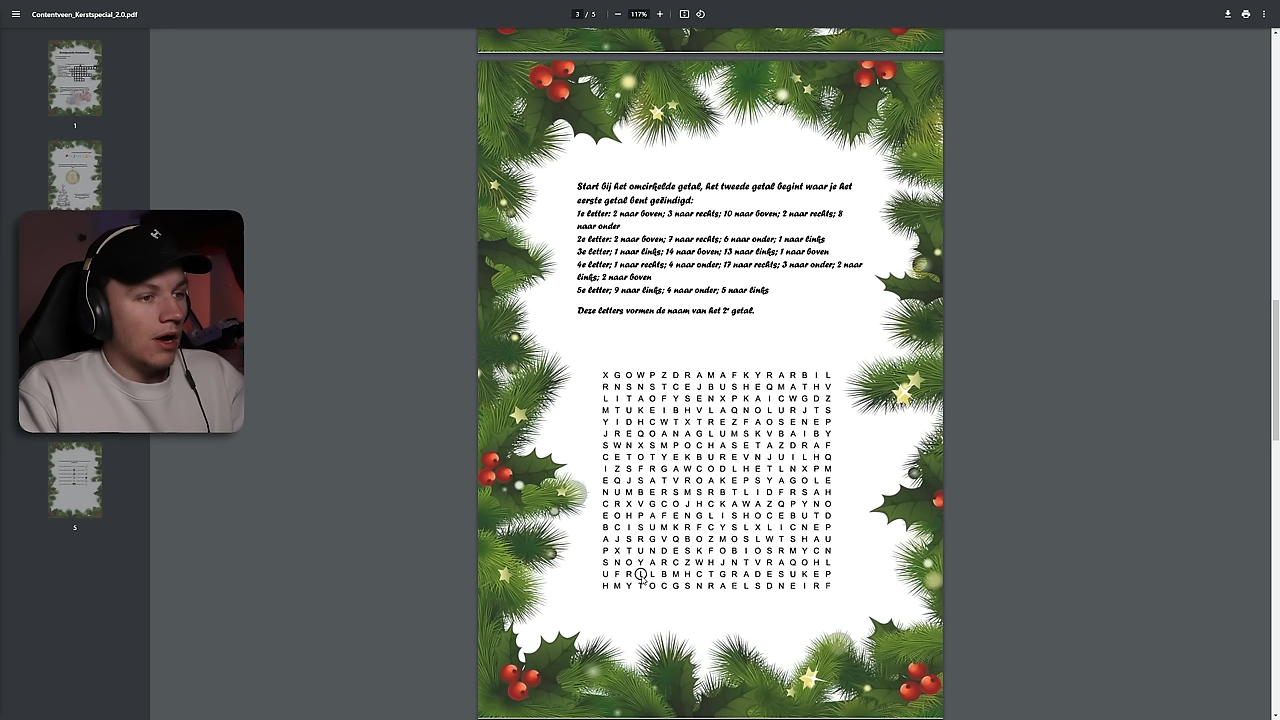 Contentveen_Kerstspecial_2.0.pdf
3 / 5
117%
1
5
Start bij het omcirkelde getal, het tweede getal begint waar je het
eerste getal bent geëindigd:
1e letter: 2 naar boven; 3 naar rechts; 10 naar boven; 2 naar rechts; 8
naar onder
2e letter: 2 naar boven; 7 naar rechts; 6 naar onder; 1 naar links
3e letter; 1 naar links; 14 naar boven; 13 naar links; 1 naar boven
4e letter; 1 naar rechts; 4 naar onder; 17 naar rechts; 3 naar onder; 2 naar
links; 2 naar boven
5e letter; 9 naar links; 4 naar onder; 5 naar links
Deze letters vormen de naam van het 2e getal.
X G O W P Z D R A M A F K Y R A R B I L
R N S N S T C E J B U S H E Q M A T H V
L I T A O F Y S E N X P K A I C W G D Z
M T U K E I B H V L A Q N O L U R J T S
Y I D H C W T X T R E Z F A O S E N E P
J R E Q O A N A G L U M S K V B A I B Y
S W N X S M P O C H A S E T A Z D R A F
C E T O T Y E K B U R E V N J U I L H Q
I Z S F R G A W C O D L H E T L N X P M
E Q J S A T V R O A K E P S Y A G O L E
N U M B E R S M S R B T L I D F R S A H
C R X V G C O J H C K A W A Z Q P Y N O
E O H P A F E N G L I S H O C E B U T D
B C I S U M K R F C Y S L X L I C N E P
A J S R G V Q B O Z M O S L W T S H A U
P X T U N D E S K F O B I O S R M Y C N
S N O Y A R C Z W H J N T V R A Q O H L
U F R I L B M H C T G R A D E S U K E P
H M Y T O C G S N R A E L S D N E I R F